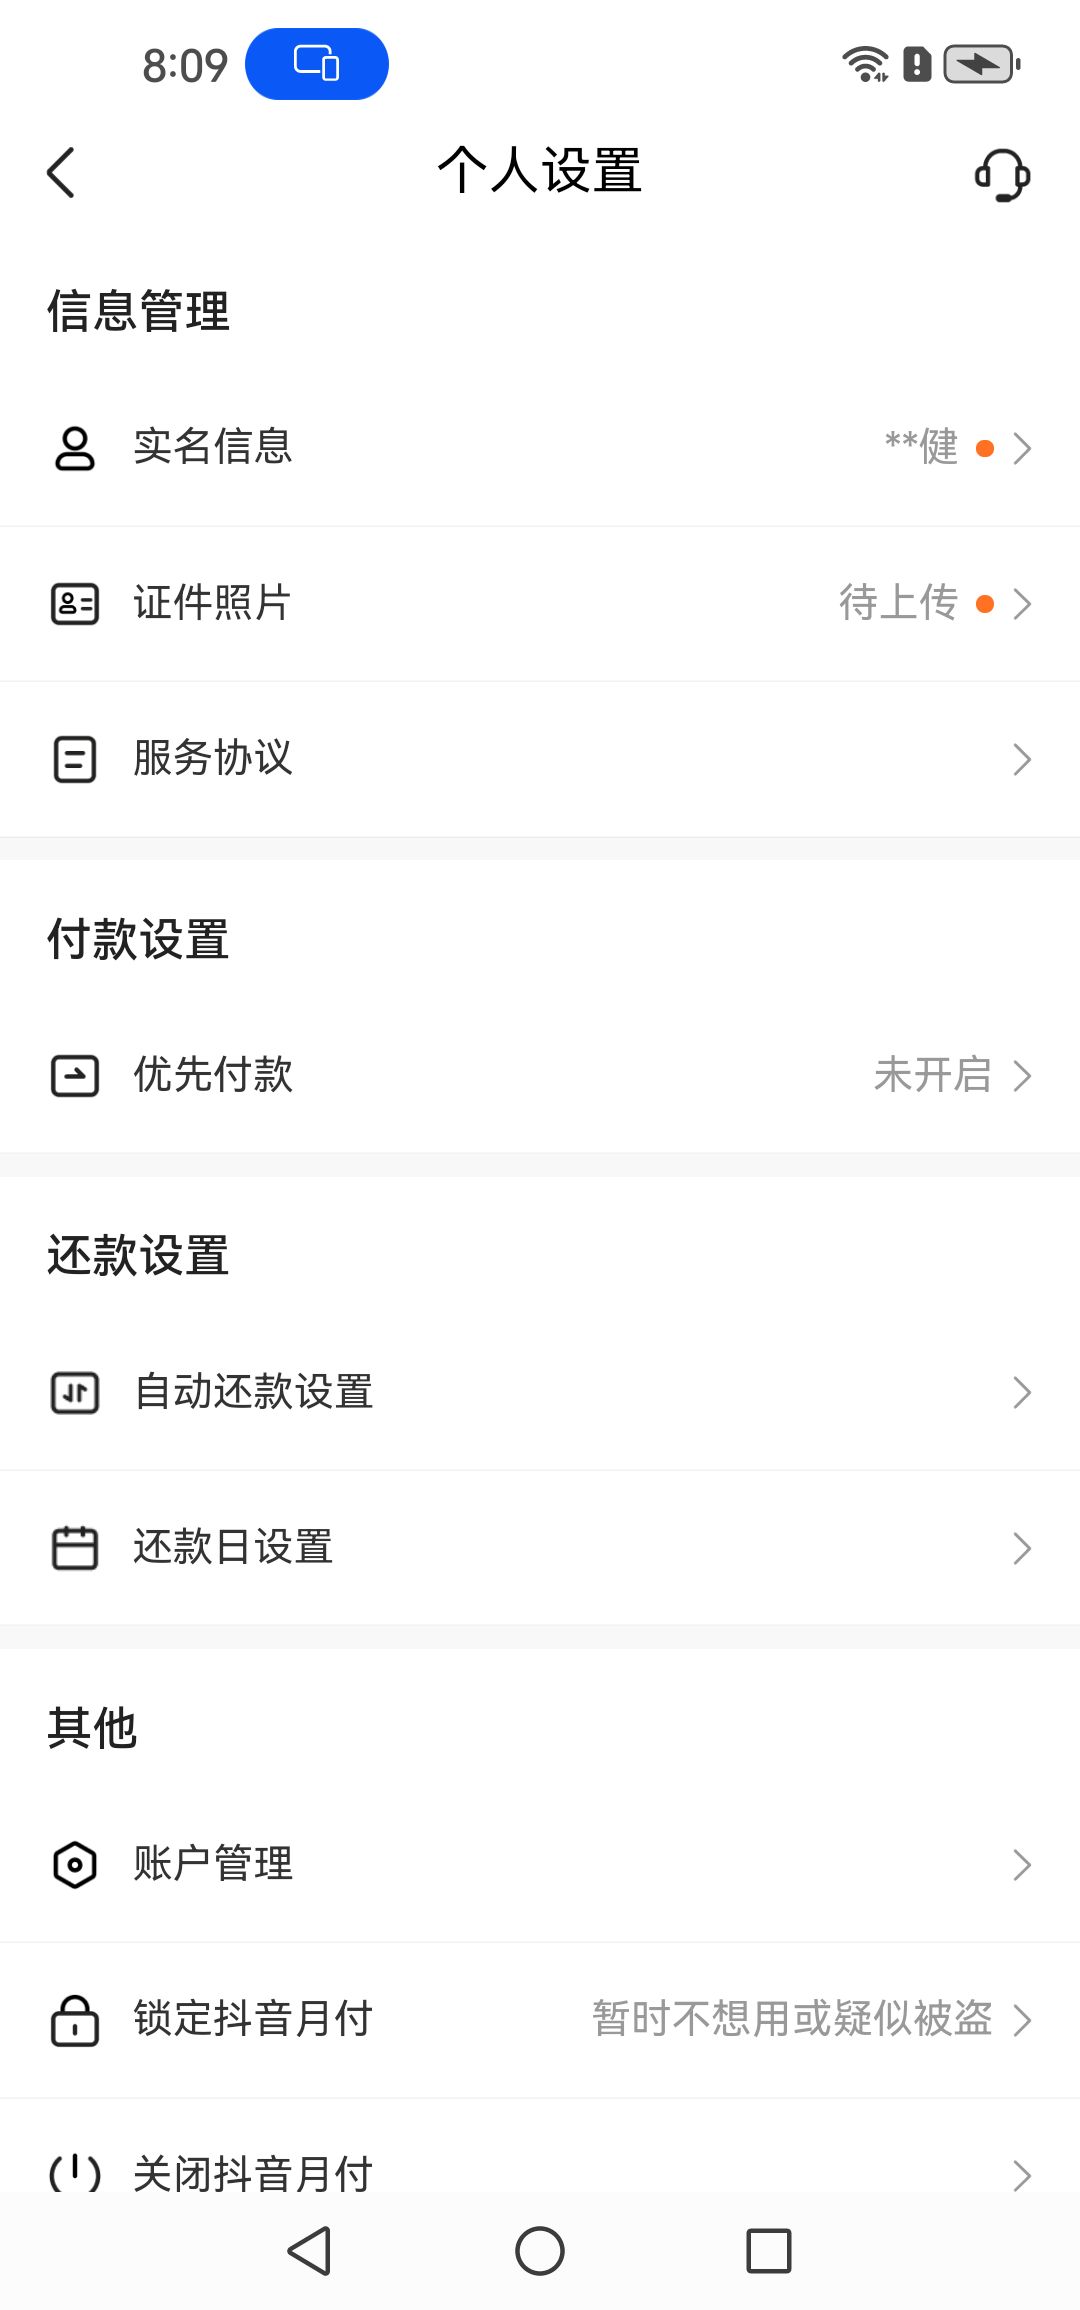 8:09
个人设置
信息管理
实名信息 **健
证件照片 待上传
服务协议
付款设置
优先付款 未开启
还款设置
自动还款设置
还款日设置
其他
账户管理
锁定抖音月付 暂时不想用或疑似被盗
关闭抖音月付